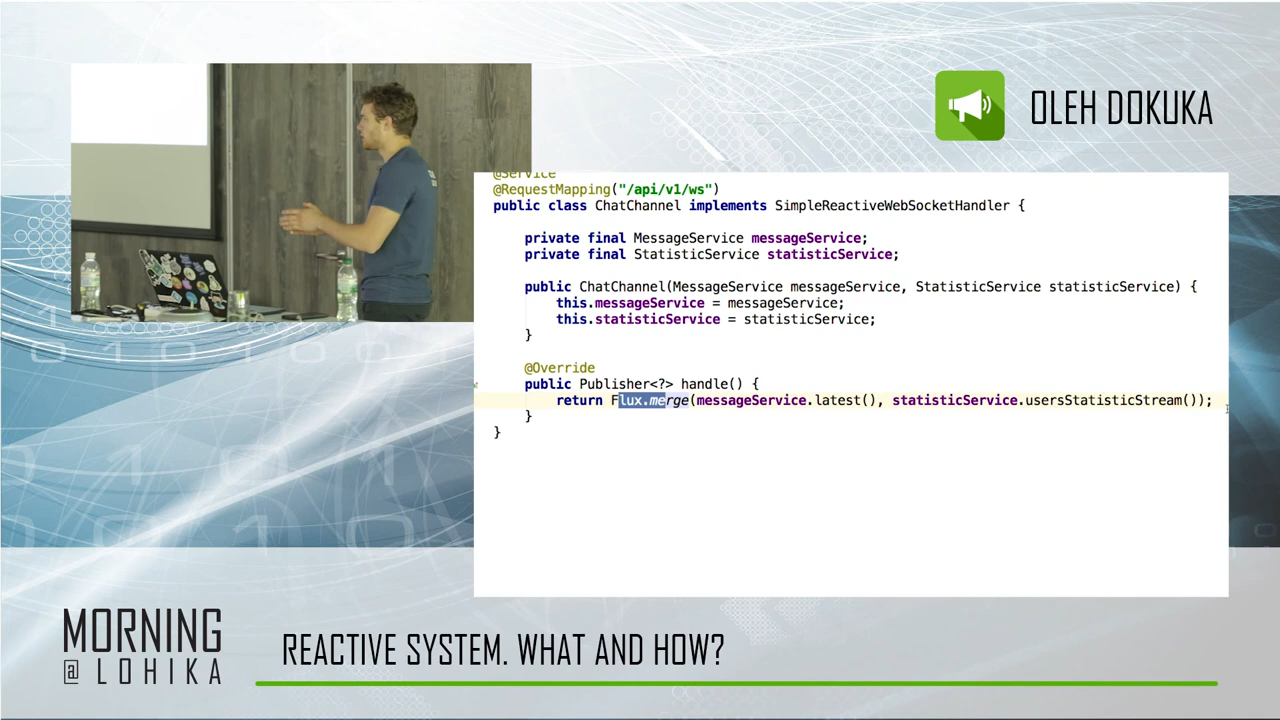 OLEH DOKUKA
@Service
@RequestMapping("/api/v1/ws")
public class ChatChannel implements SimpleReactiveWebSocketHandler {
private final MessageService messageService;
private final StatisticService statisticService;
public ChatChannel(MessageService messageService, StatisticService statisticService) {
this.messageService = messageService;
this.statisticService = statisticService;
}
@Override
public Publisher<?> handle() {
return Flux.merge(messageService.latest(), statisticService.usersStatisticStream());
}
}
MORNING
@ LOHIKA
REACTIVE SYSTEM. WHAT AND HOW?